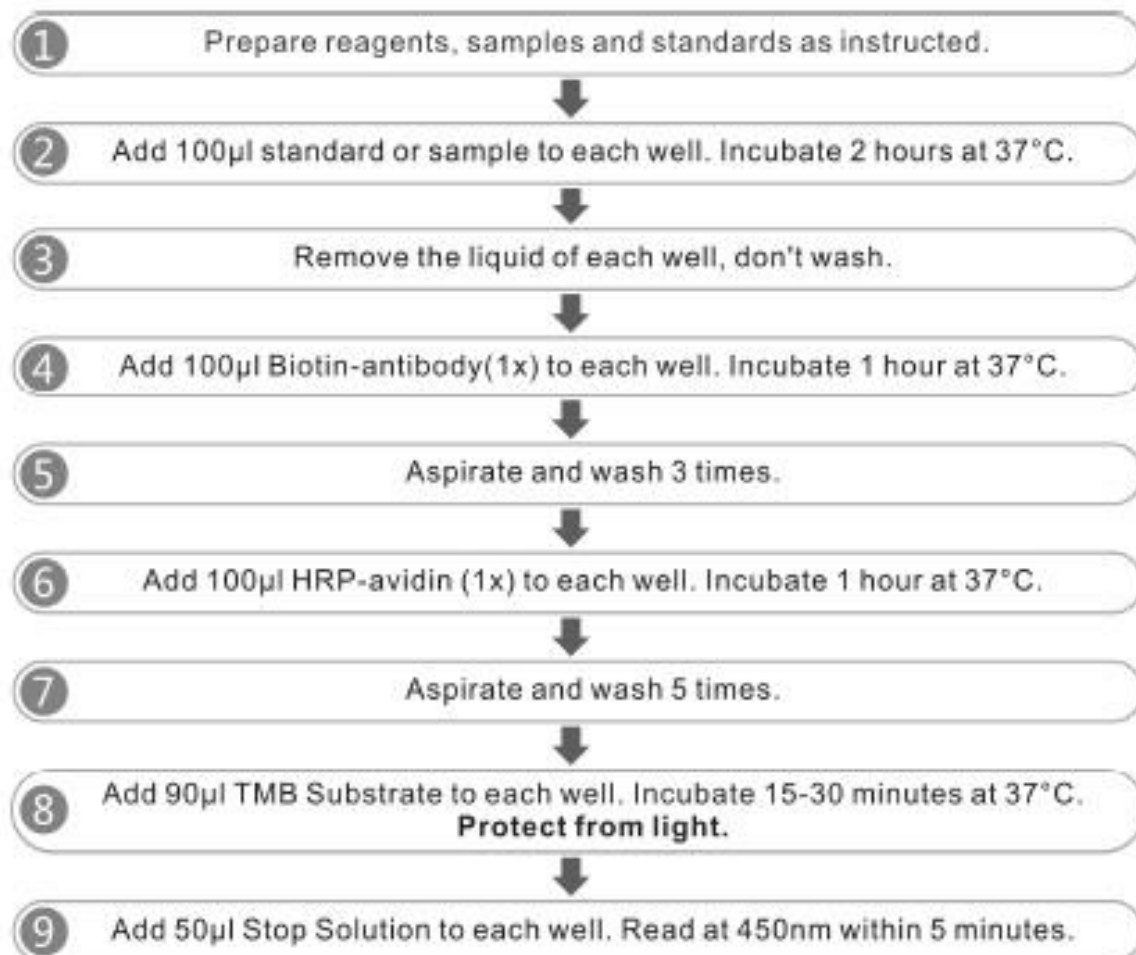 1 Prepare reagents, samples and standards as instructed.
2 Add 100µl standard or sample to each well. Incubate 2 hours at 37°C.
3 Remove the liquid of each well, don't wash.
4 Add 100µl Biotin-antibody(1x) to each well. Incubate 1 hour at 37°C.
5 Aspirate and wash 3 times.
6 Add 100µl HRP-avidin (1x) to each well. Incubate 1 hour at 37°C.
7 Aspirate and wash 5 times.
8 Add 90µl TMB Substrate to each well. Incubate 15-30 minutes at 37°C.
Protect from light.
9 Add 50µl Stop Solution to each well. Read at 450nm within 5 minutes.